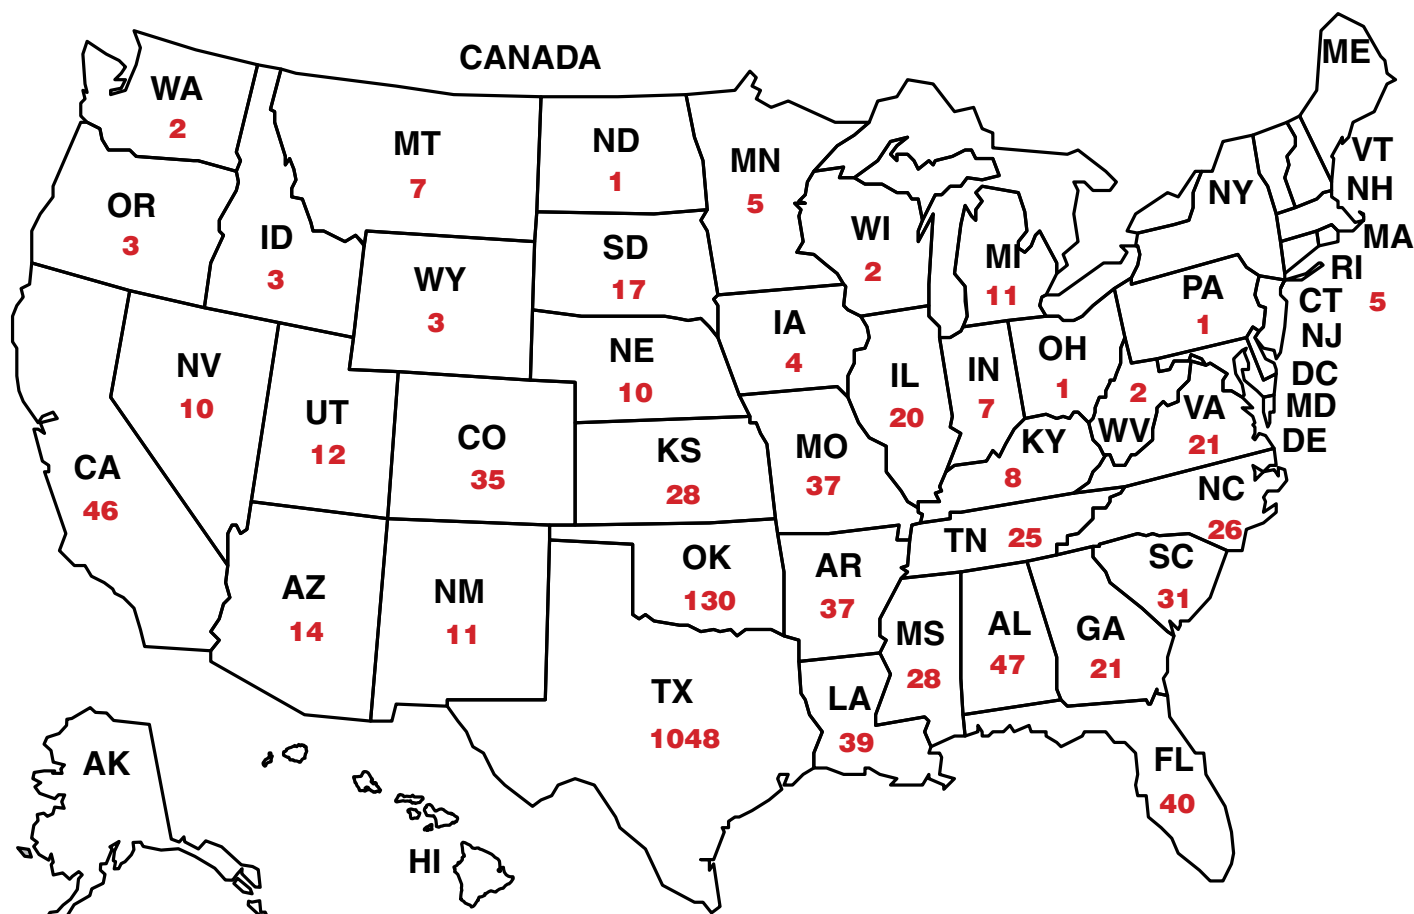 CANADA
ME
WA
2
MT
7
ND
1
MN
5
VT
NH
NY
OR
3
ID
3
WI
2
MA
SD
17
MI
11
RI
WY
3
PA
1
CT
5
NJ
IA
4
NE
10
OH
1
NV
10
IL
20
IN
7
DC
2
MD
UT
12
VA
21
CO
35
KY
8
WV
DE
KS
28
MO
37
CA
46
NC
26
TN 25
SC
31
OK
130
AR
37
AZ
14
NM
11
MS
28
AL
47
GA
21
TX
1048
LA
39
FL
40
AK
HI